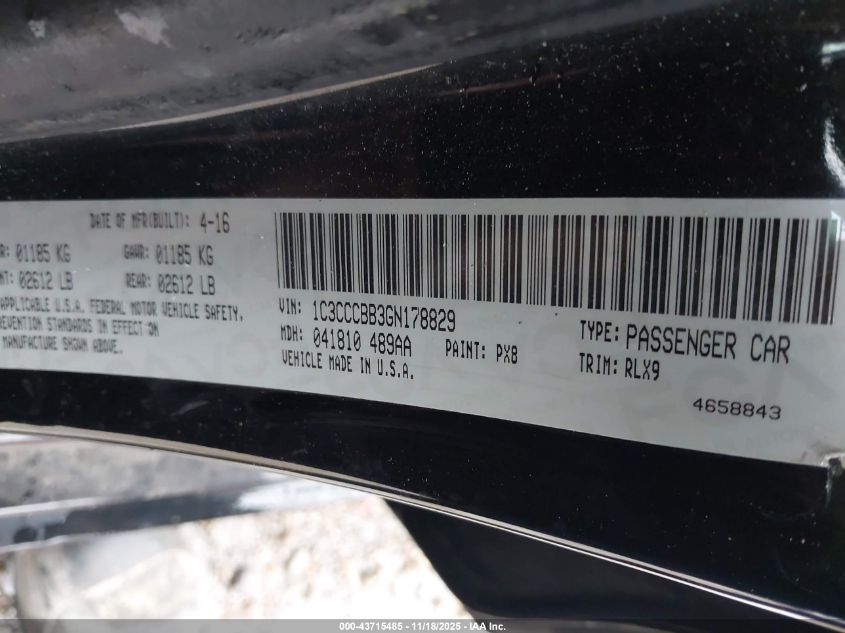 DATE OF MFR(BUILT): 4-16
R: 01185 KG GAWR: 01185 KG
NT: 02612 LB REAR: 02612 LB
APPLICABLE U.S.A. FEDERAL MOTOR VEHICLE SAFETY,
REVENTION STANDARDS IN EFFECT ON
MANUFACTURE SHOWN ABOVE.
VIN: 1C3CCCBB3GN178829
MDH: 041810 489AA PAINT: PX8
VEHICLE MADE IN U.S.A.
TYPE: PASSENGER CAR
TRIM: RLX9
4658843
000-43715485 - 11/18/2025 - IAA Inc.